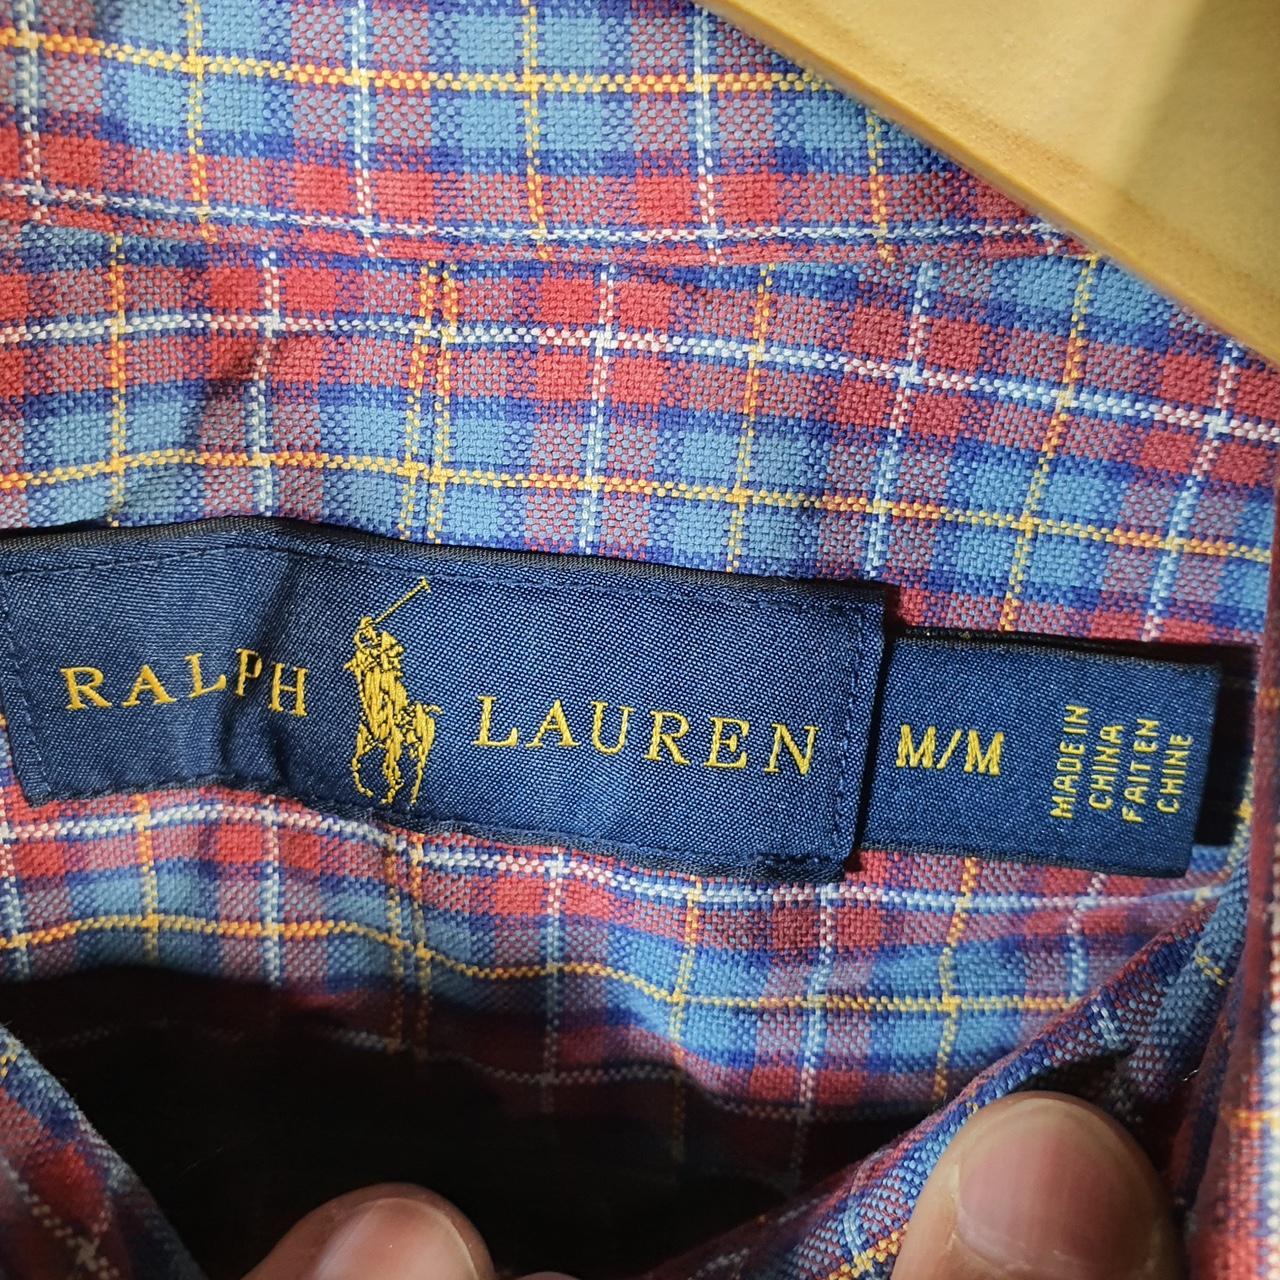 RALPH LAUREN
M/M
MADE IN
CHINA
FAIT EN
CHINE